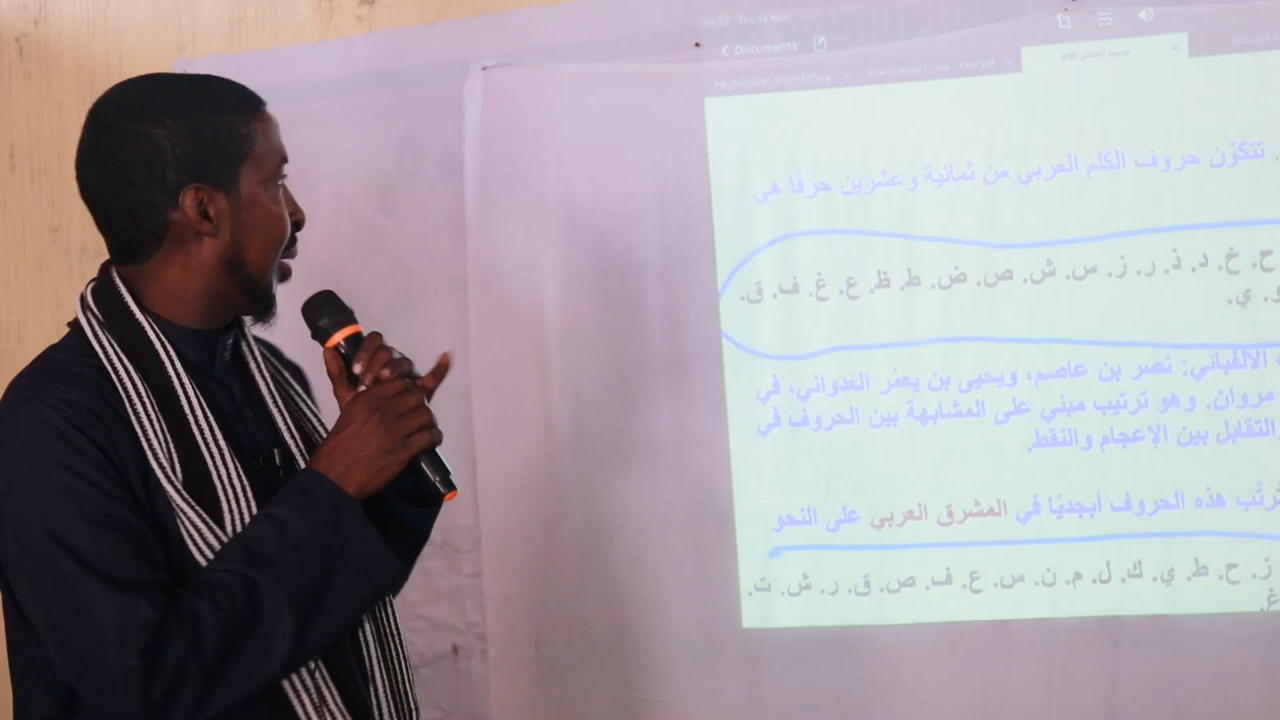 Documents
تتكوّن حروف الكلم العربي من ثمانية وعشرين حرفًا هي
ح. خ. د. ذ. ر. ز. س. ش. ص. ض. ط. ظ. ع. غ. ف. ق.
ي.
الألفبائي: نصر بن عاصم، ويحيى بن يعمر العدواني، في
مروان. وهو ترتيب مبني على المشابهة بين الحروف في
التقابل بين الإعجام والنقط.
هذه الحروف أبجديًا في المشرق العربي على النحو
ز. ح. ط. ي. ك. ل. م. ن. س. ع. ف. ص. ق. ر. ش. ت.
غ.